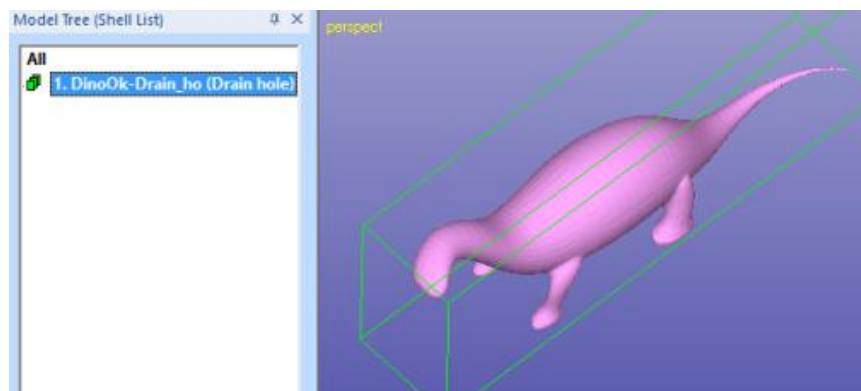 Model Tree (Shell List)
perspect
All
1. DinoOk-Drain_ho (Drain hole)